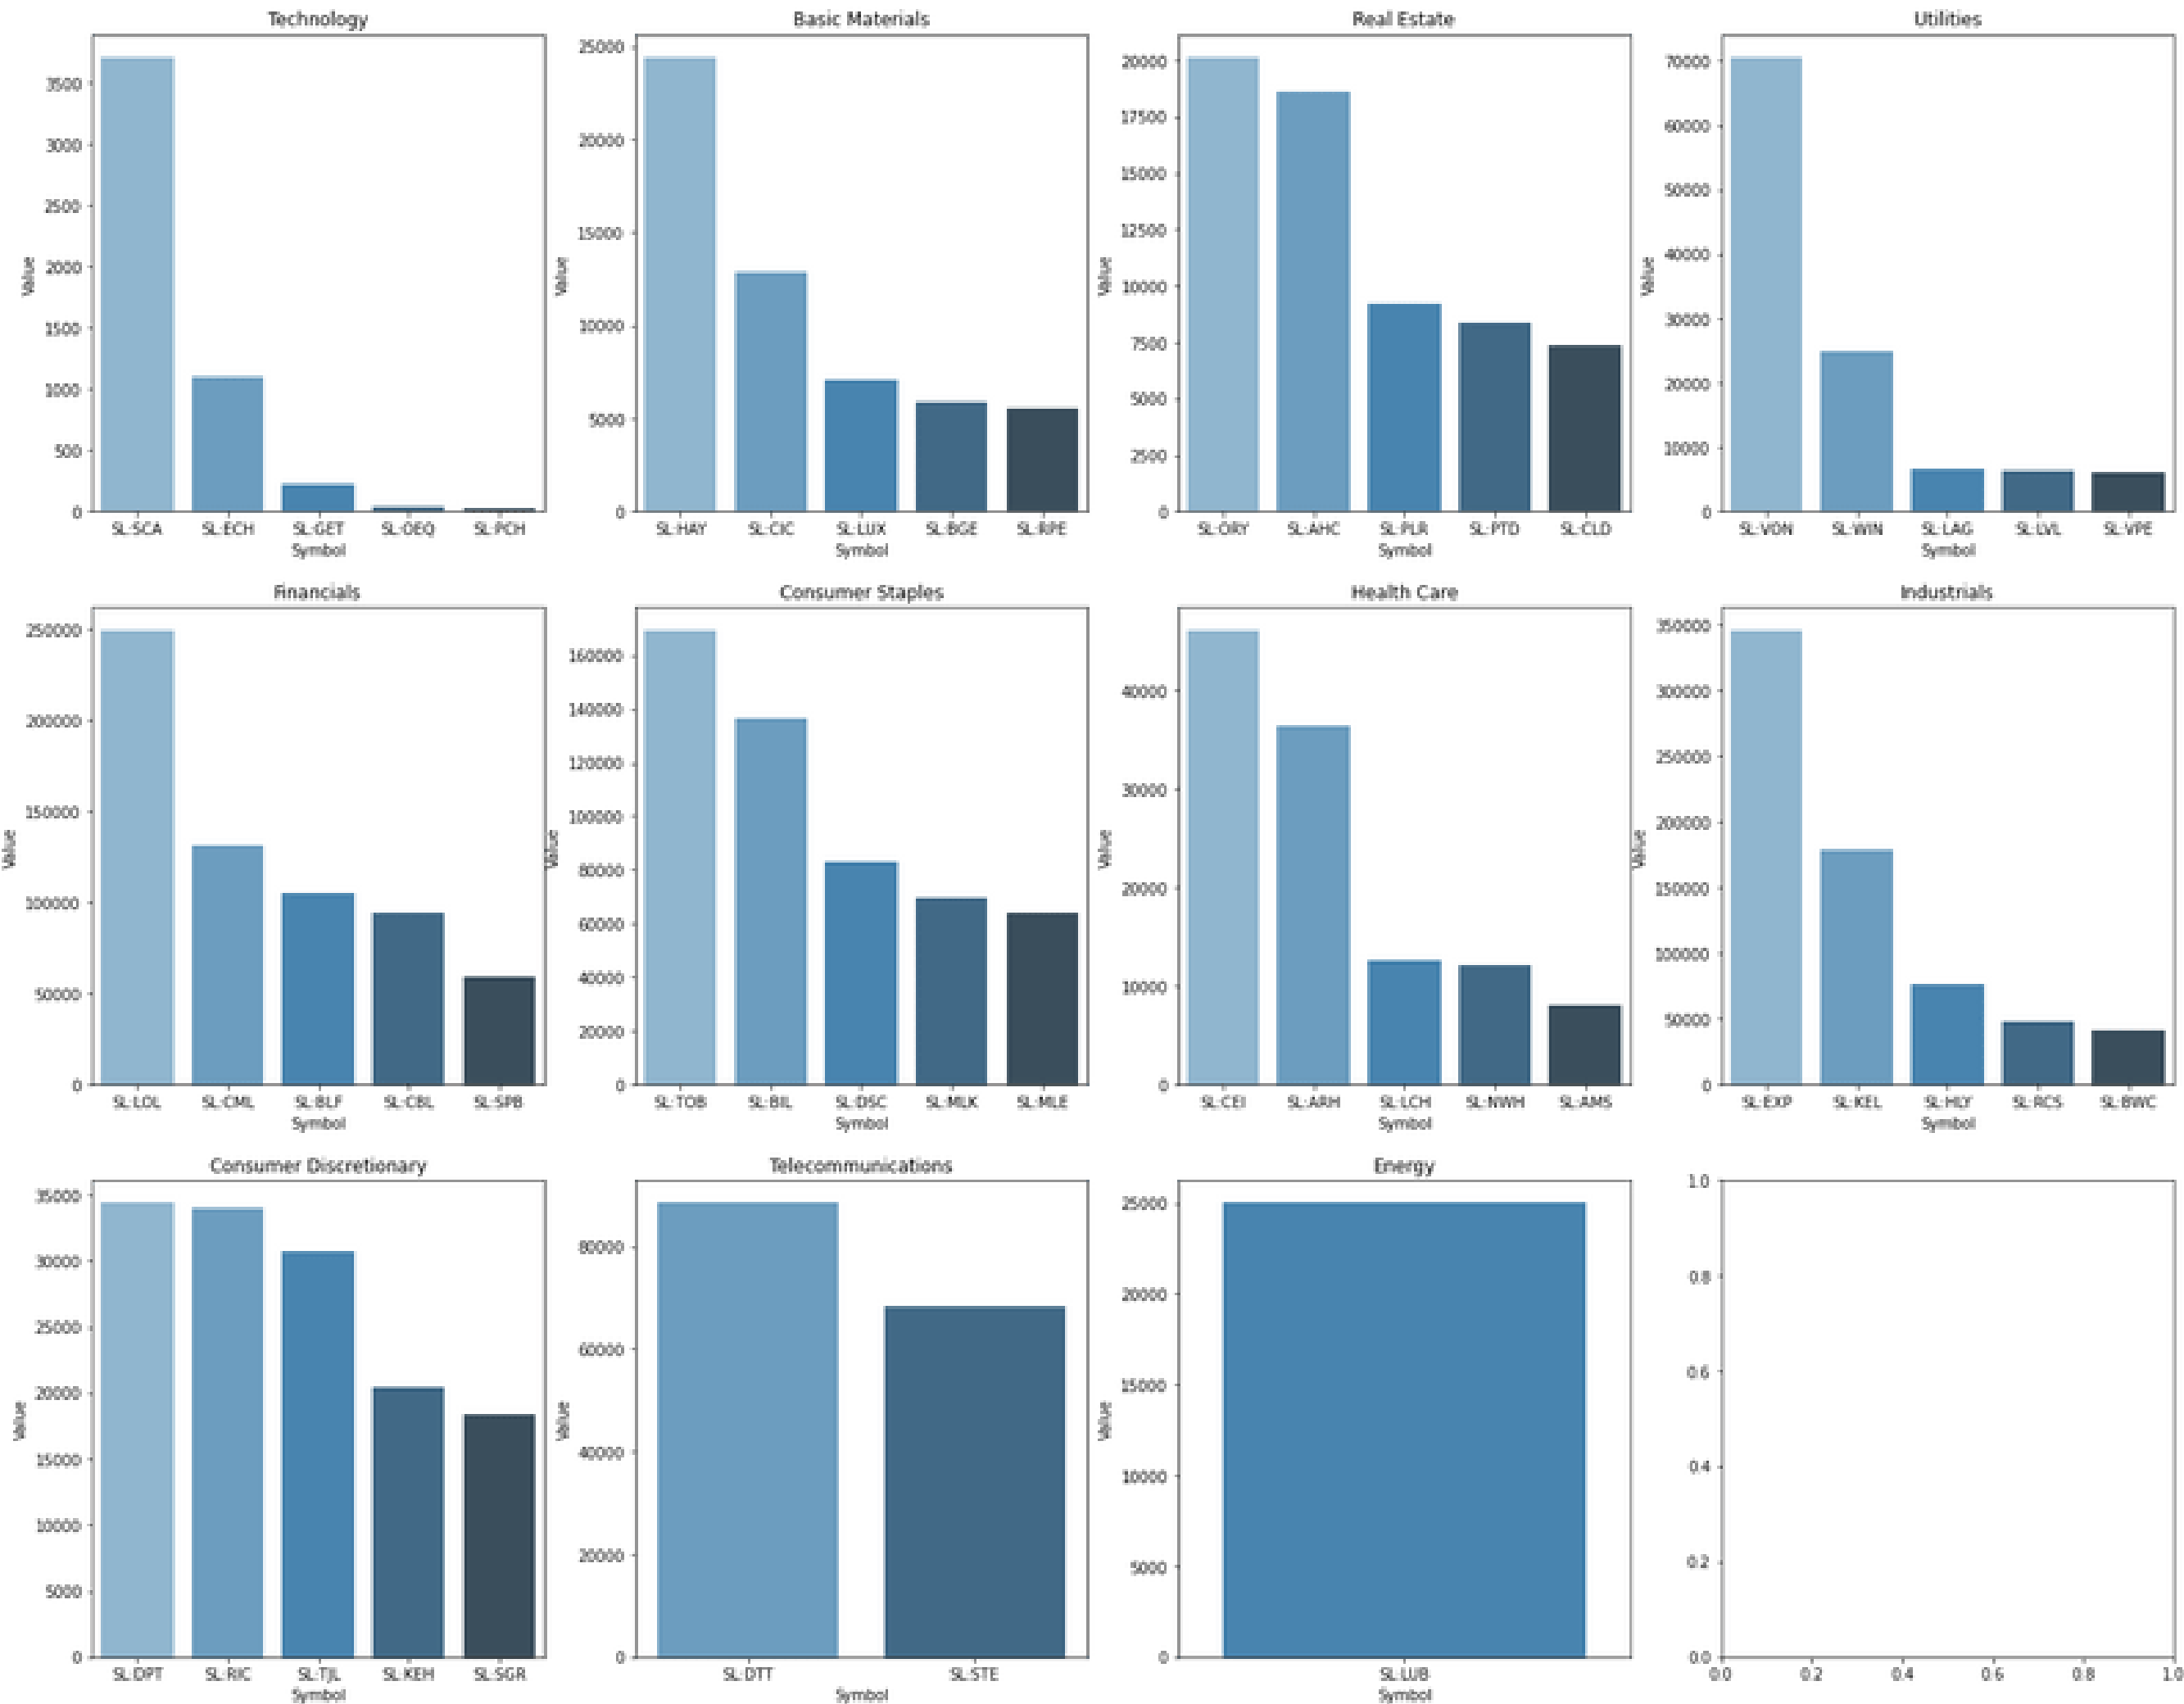 Technology
Value
3500
3000
2500
2000
1500
1000
500
0
SL:SCA SL:ECH SL:GET SL:OEQ SL:PCH
Symbol
Basic Materials
Value
25000
20000
15000
10000
5000
0
SL:HAY SL:CIC SL:LUX SL:BGE SL:RPE
Symbol
Real Estate
Value
20000
17500
15000
12500
10000
7500
5000
2500
0
SL:ORY SL:AHC SL:PLR SL:PTD SL:CLD
Symbol
Utilities
Value
70000
60000
50000
40000
30000
20000
10000
0
SL:VON SL:WIN SL:LAG SL:LVL SL:VPE
Symbol
Financials
Value
250000
200000
150000
100000
50000
0
SL:LOL SL:CML SL:BLF SL:CBL SL:SPB
Symbol
Consumer Staples
Value
160000
140000
120000
100000
80000
60000
40000
20000
0
SL:TOB SL:BIL SL:DSC SL:MLK SL:MLE
Symbol
Health Care
Value
40000
30000
20000
10000
0
SL:CEI SL:ARH SL:LCH SL:NWH SL:AMS
Symbol
Industrials
Value
350000
300000
250000
200000
150000
100000
50000
0
SL:EXP SL:KEL SL:HLY SL:RCS SL:BWC
Symbol
Consumer Discretionary
Value
35000
30000
25000
20000
15000
10000
5000
0
SL:DPT SL:RIC SL:TJL SL:KEH SL:SGR
Symbol
Telecommunications
Value
80000
60000
40000
20000
0
SL:DTT SL:STE
Symbol
Energy
Value
25000
20000
15000
10000
5000
0
SL:LUB
Symbol
1.0
0.8
0.6
0.4
0.2
0.0
0.0 0.2 0.4 0.6 0.8 1.0